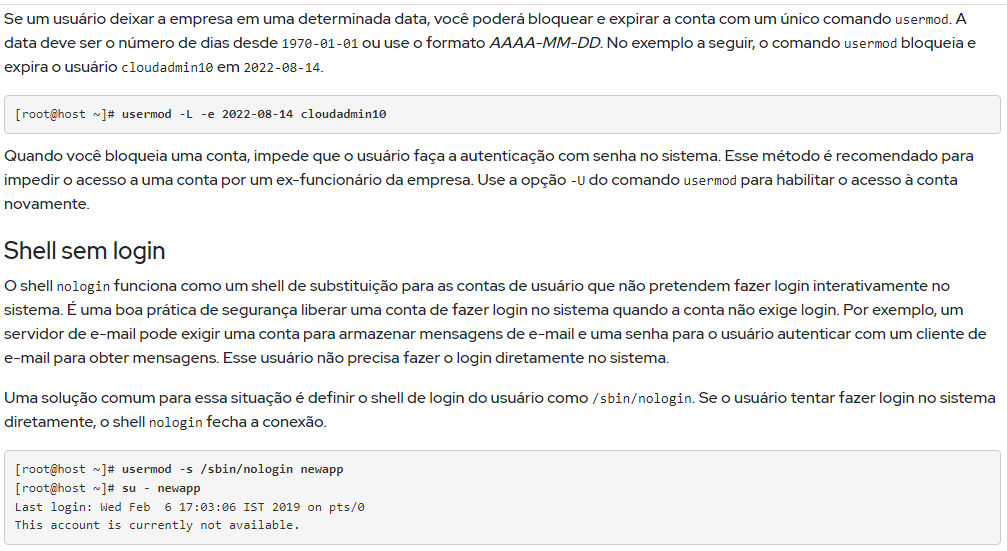 Se um usuário deixar a empresa em uma determinada data, você poderá bloquear e expirar a conta com um único comando usermod. A
data deve ser o número de dias desde 1970-01-01 ou use o formato AAAA-MM-DD. No exemplo a seguir, o comando usermod bloqueia e
expira o usuário cloudadmin10 em 2022-08-14.
[root@host ~]# usermod -L -e 2022-08-14 cloudadmin10
Quando você bloqueia uma conta, impede que o usuário faça a autenticação com senha no sistema. Esse método é recomendado para
impedir o acesso a uma conta por um ex-funcionário da empresa. Use a opção -U do comando usermod para habilitar o acesso à conta
novamente.
Shell sem login
O shell nologin funciona como um shell de substituição para as contas de usuário que não pretendem fazer login interativamente no
sistema. É uma boa prática de segurança liberar uma conta de fazer login no sistema quando a conta não exige login. Por exemplo, um
servidor de e-mail pode exigir uma conta para armazenar mensagens de e-mail e uma senha para o usuário autenticar com um cliente de
e-mail para obter mensagens. Esse usuário não precisa fazer o login diretamente no sistema.
Uma solução comum para essa situação é definir o shell de login do usuário como /sbin/nologin. Se o usuário tentar fazer login no sistema
diretamente, o shell nologin fecha a conexão.
[root@host ~]# usermod -s /sbin/nologin newapp
[root@host ~]# su - newapp
Last login: Wed Feb  6 17:03:06 IST 2019 on pts/0
This account is currently not available.